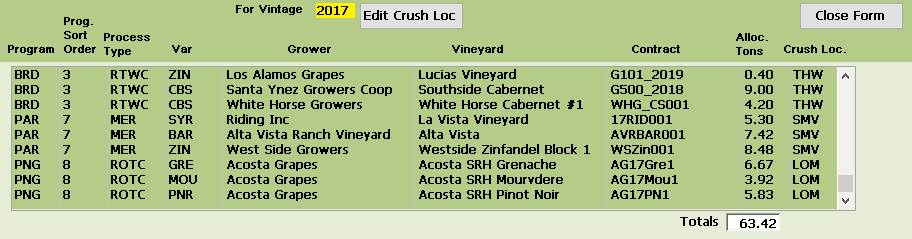 For Vintage 2017 Edit Crush Loc Close Form
Prog.
Sort Process Alloc.
Program Order Type Var Grower Vineyard Contract Tons Crush Loc.
BRD 3 RTWC ZIN Los Alamos Grapes Lucias Vineyard G101_2019 0.40 THW
BRD 3 RTWC CBS Santa Ynez Growers Coop Southside Cabernet G500_2018 9.00 THW
BRD 3 RTWC CBS White Horse Growers White Horse Cabernet #1 WHG_CS001 4.20 THW
PAR 7 MER SYR Riding Inc La Vista Vineyard 17RID001 5.30 SMV
PAR 7 MER BAR Alta Vista Ranch Vineyard Alta Vista AVRBAR001 7.42 SMV
PAR 7 MER ZIN West Side Growers Westside Zinfandel Block 1 WSZin001 8.48 SMV
PNG 8 ROTC GRE Acosta Grapes Acosta SRH Grenache AG17Gre1 6.67 LOM
PNG 8 ROTC MOU Acosta Grapes Acosta SRH Mourvdere AG17Mou1 3.92 LOM
PNG 8 ROTC PNR Acosta Grapes Acosta SRH Pinot Noir AG17PN1 5.83 LOM
Totals 63.42